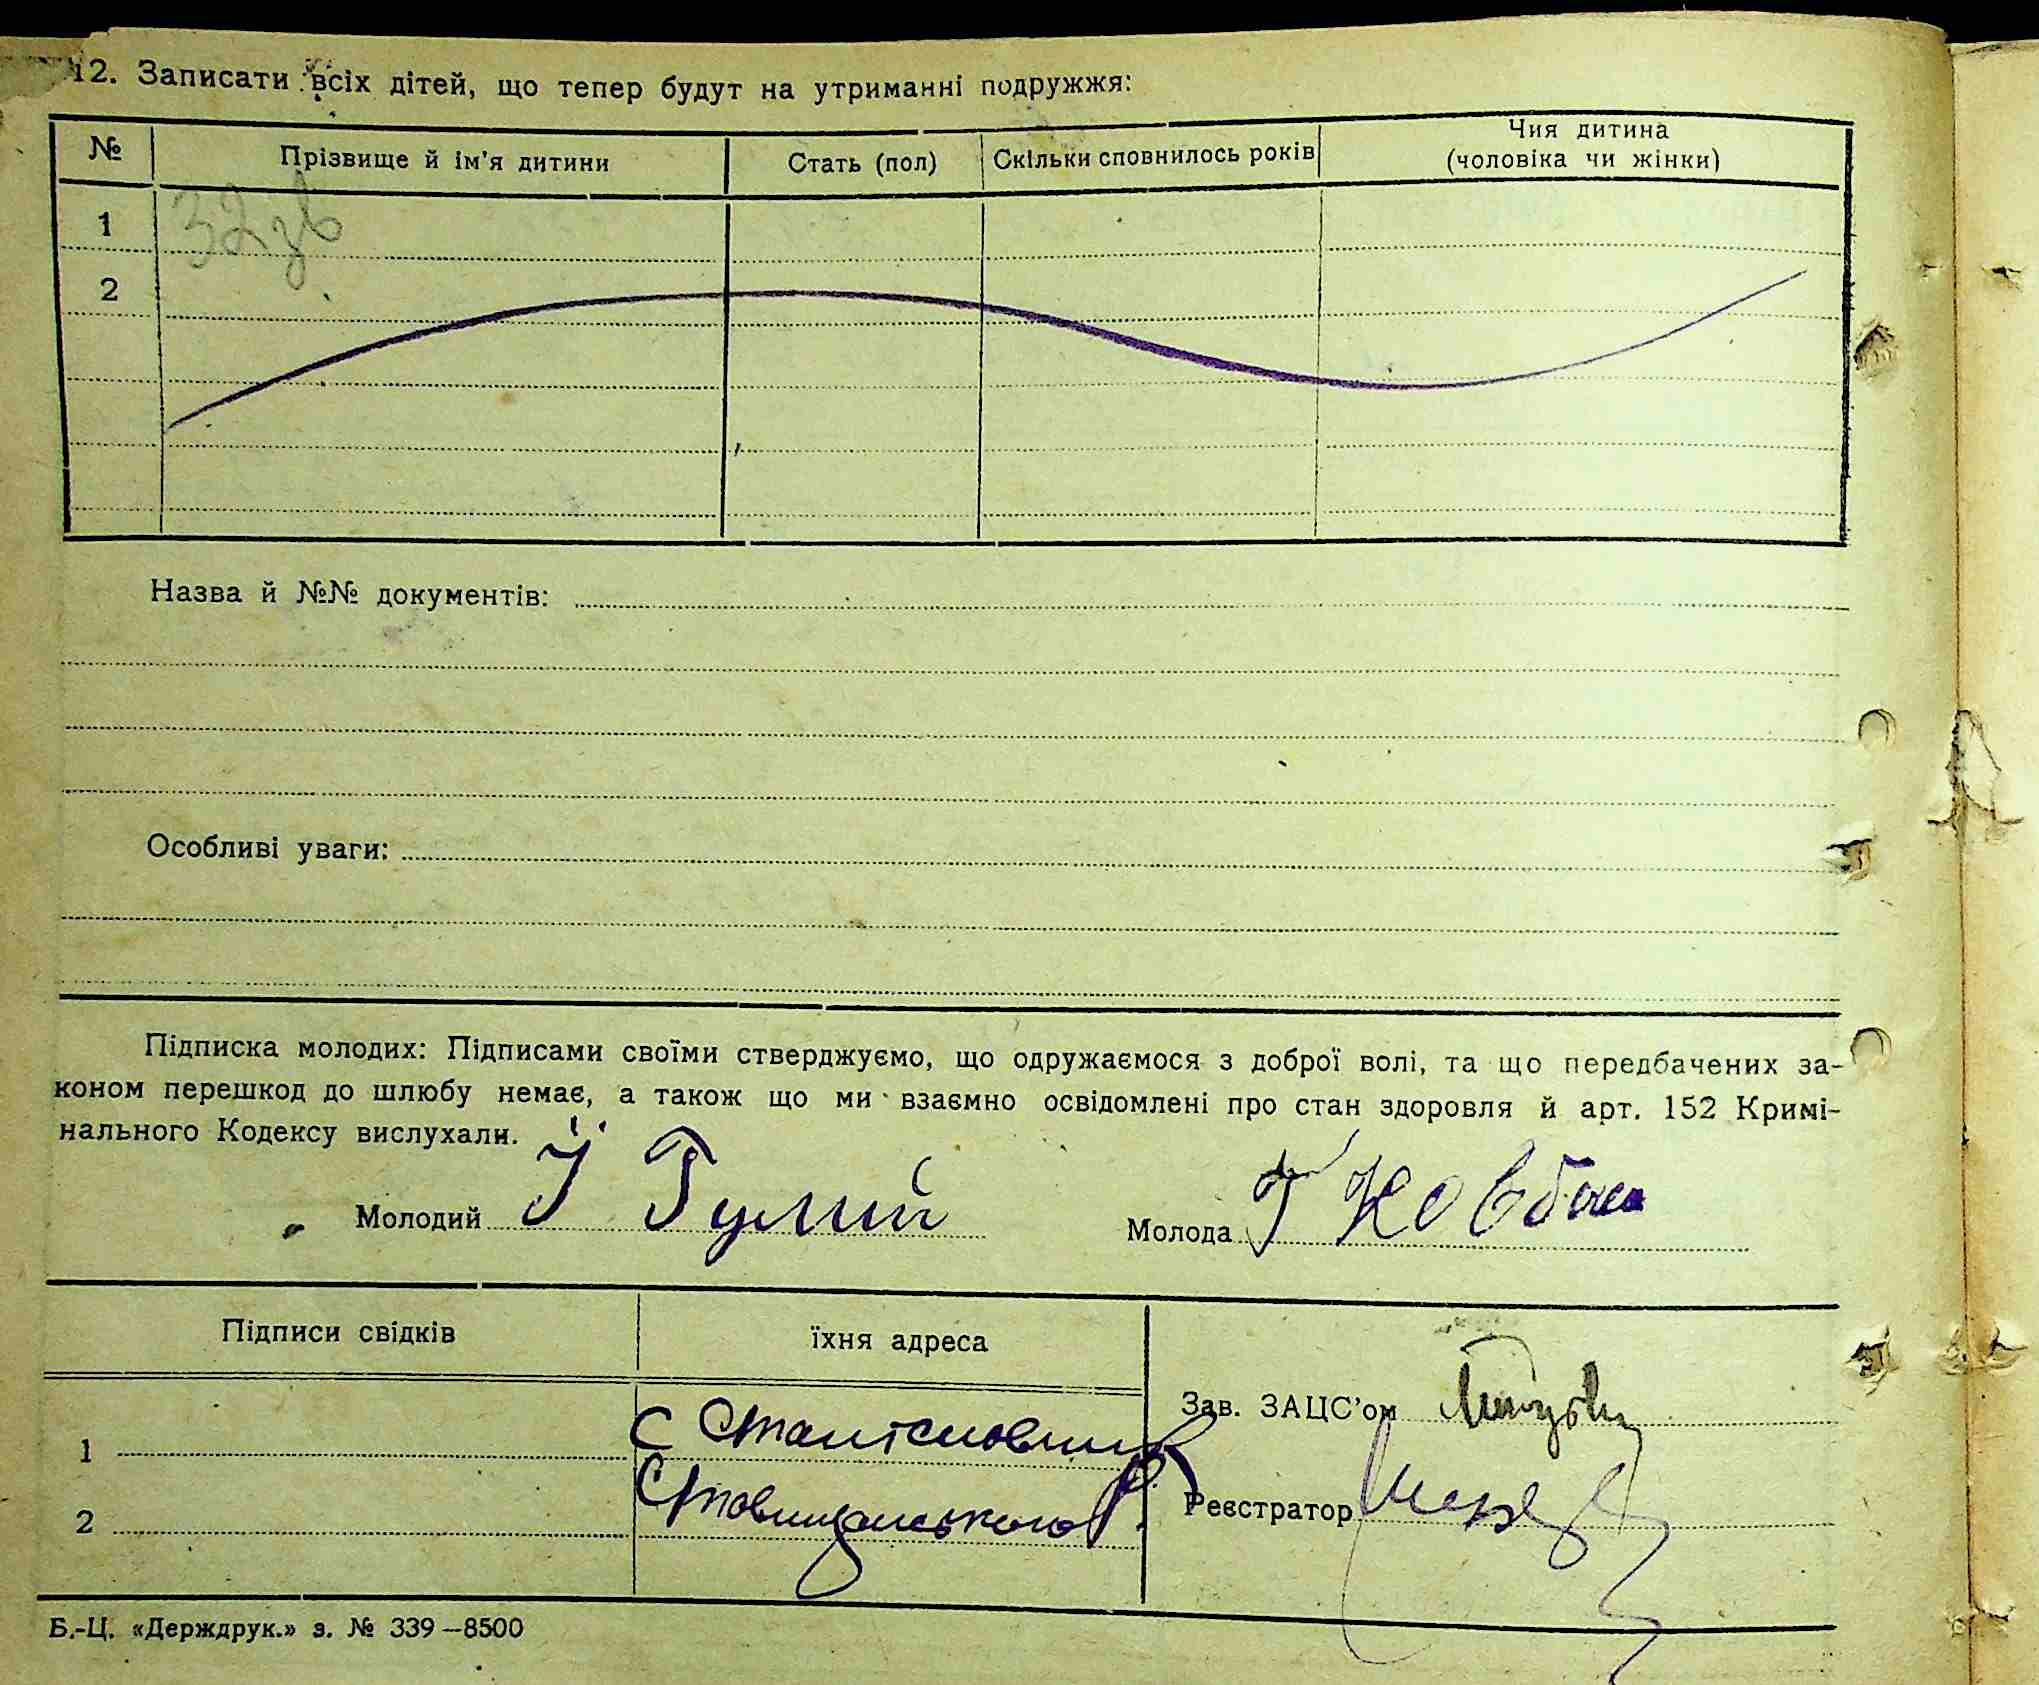 12. Записати всіх дітей, що тепер будут на утриманні подружжя:
№ Прізвище й ім'я дитини Стать (пол) Скільки сповнилось років Чия дитина (чоловіка чи жінки)
1 32
2
Назва й №№ документів:
Особливі уваги:
Підписка молодих: Підписами своїми стверджуємо, що одружаємося з доброї волі, та що передбачених за-
коном перешкод до шлюбу немає, а також що ми взаємно освідомлені про стан здоровля й арт. 152 Кримі-
нального Кодексу вислухали.
Молодий Ї Гумий Молода Г Ковбаса
Підписи свідків їхня адреса
Зав. ЗАЦС'ом
1 С
2 Реєстратор
Б.-Ц. «Держдрук.» з. № 339—8500